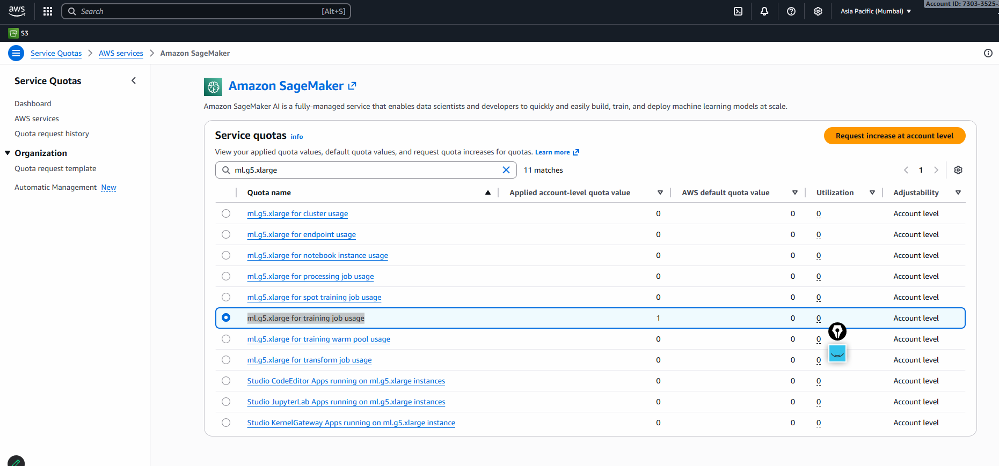 aws
Search [Alt+S]
Asia Pacific (Mumbai)
Account ID: 7303-3525-
S3
Service Quotas
AWS services
Amazon SageMaker
Service Quotas
Dashboard
AWS services
Quota request history
Organization
Quota request template
Automatic Management New
Amazon SageMaker
Amazon SageMaker AI is a fully-managed service that enables data scientists and developers to quickly and easily build, train, and deploy machine learning models at scale.
Service quotas info
Request increase at account level
View your applied quota values, default quota values, and request quota increases for quotas. Learn more
ml.g5.xlarge
11 matches
1
Quota name Applied account-level quota value AWS default quota value Utilization Adjustability
ml.g5.xlarge for cluster usage 0 0 0 Account level
ml.g5.xlarge for endpoint usage 0 0 0 Account level
ml.g5.xlarge for notebook instance usage 0 0 0 Account level
ml.g5.xlarge for processing job usage 0 0 0 Account level
ml.g5.xlarge for spot training job usage 0 0 0 Account level
ml.g5.xlarge for training job usage 1 0 0 Account level
ml.g5.xlarge for training warm pool usage 0 0 0 Account level
ml.g5.xlarge for transform job usage 0 0 0 Account level
Studio CodeEditor Apps running on ml.g5.xlarge instances 0 0 0 Account level
Studio JupyterLab Apps running on ml.g5.xlarge instances 0 0 0 Account level
Studio KernelGateway Apps running on ml.g5.xlarge instance 0 0 0 Account level